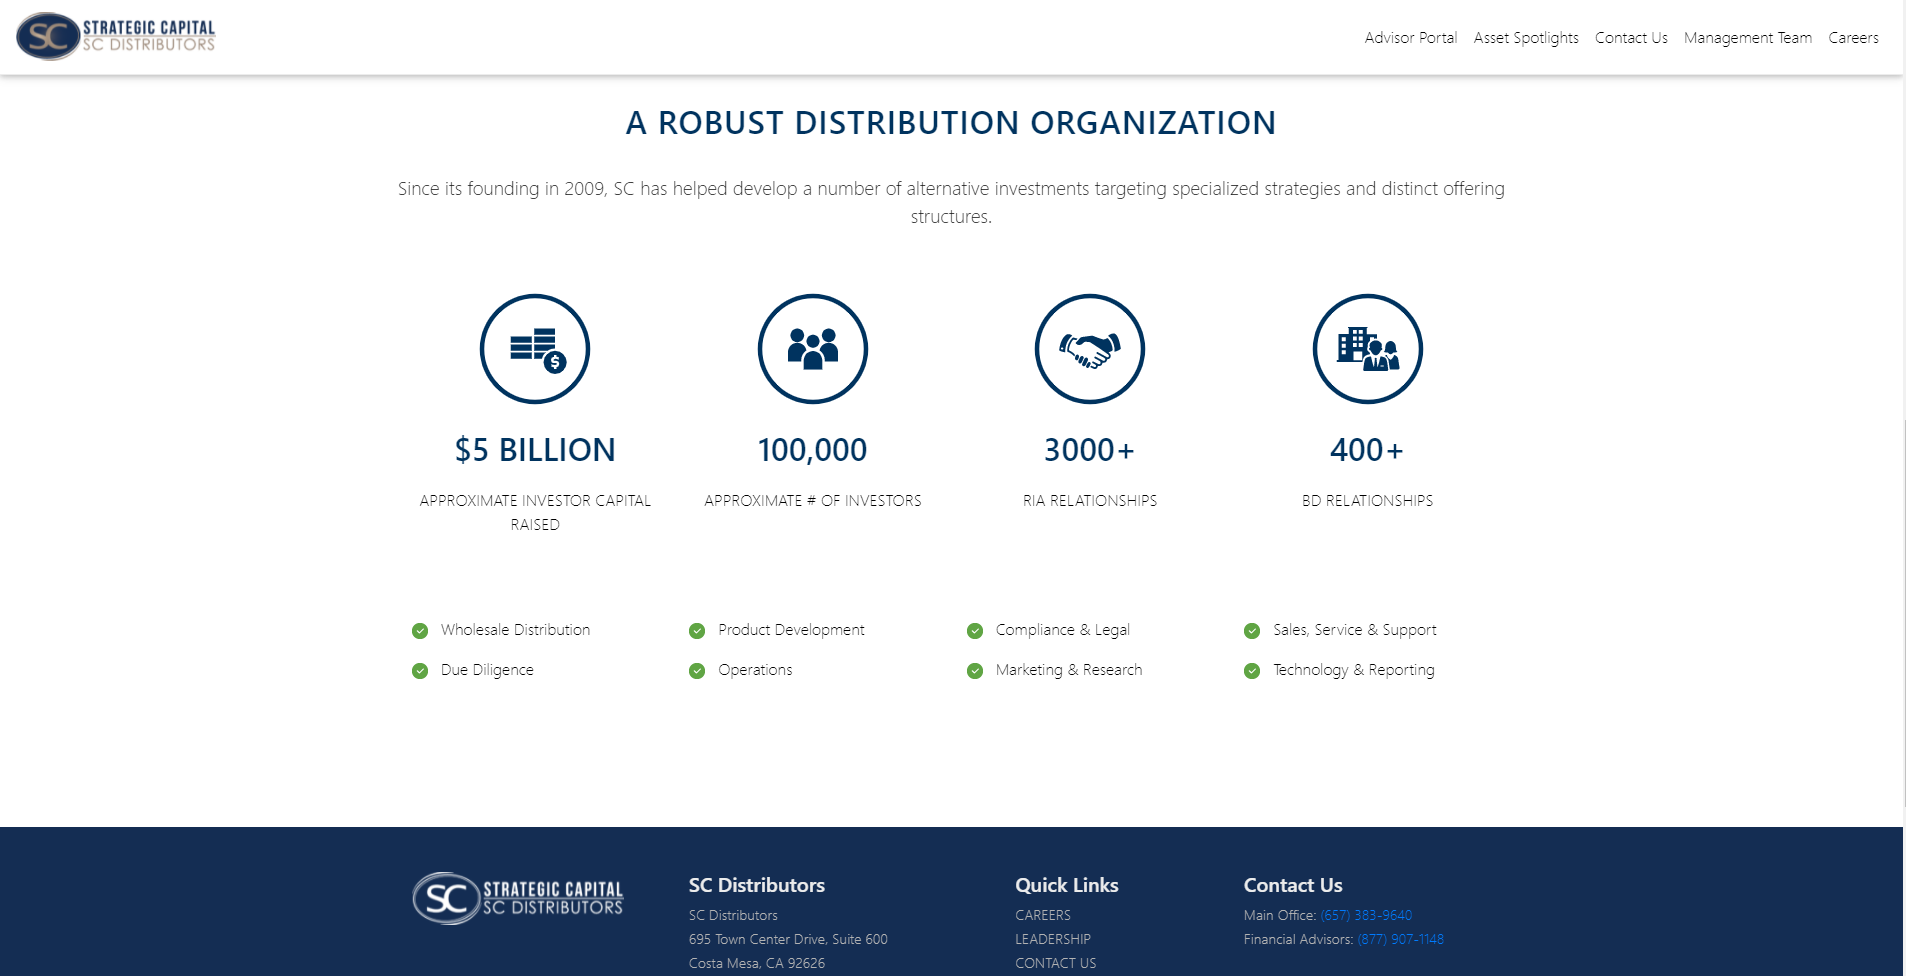 SC STRATEGIC CAPITAL
SC DISTRIBUTORS
Advisor Portal Asset Spotlights Contact Us Management Team Careers
A ROBUST DISTRIBUTION ORGANIZATION
Since its founding in 2009, SC has helped develop a number of alternative investments targeting specialized strategies and distinct offering
structures.
$
$5 BILLION
APPROXIMATE INVESTOR CAPITAL
RAISED
100,000
APPROXIMATE # OF INVESTORS
3000+
RIA RELATIONSHIPS
400+
BD RELATIONSHIPS
Wholesale Distribution
Due Diligence
Product Development
Operations
Compliance & Legal
Marketing & Research
Sales, Service & Support
Technology & Reporting
SC STRATEGIC CAPITAL
SC DISTRIBUTORS
SC Distributors
SC Distributors
695 Town Center Drive, Suite 600
Costa Mesa, CA 92626
Quick Links
CAREERS
LEADERSHIP
CONTACT US
Contact Us
Main Office: (657) 383-9640
Financial Advisors: (877) 907-1148